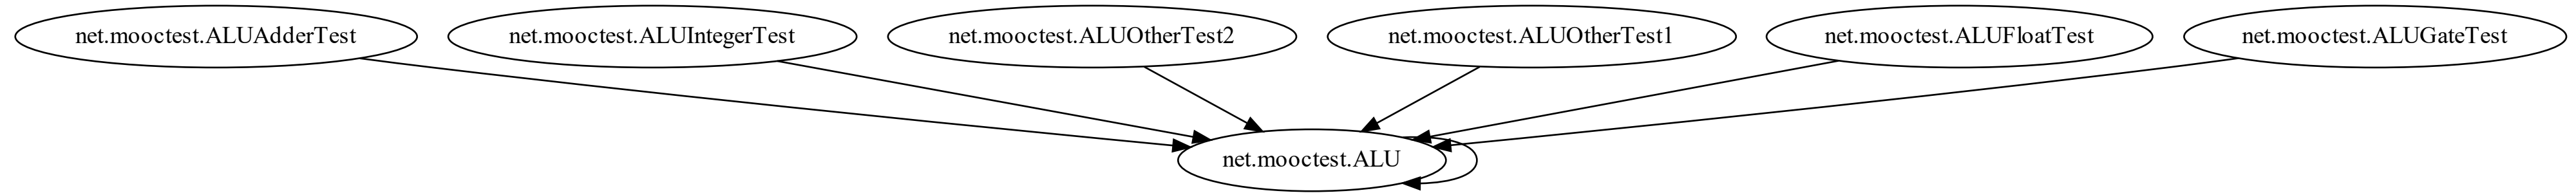 net.mooctest.ALUAdderTest
net.mooctest.ALUIntegerTest
net.mooctest.ALUOtherTest2
net.mooctest.ALUOtherTest1
net.mooctest.ALUFloatTest
net.mooctest.ALUGateTest
net.mooctest.ALU